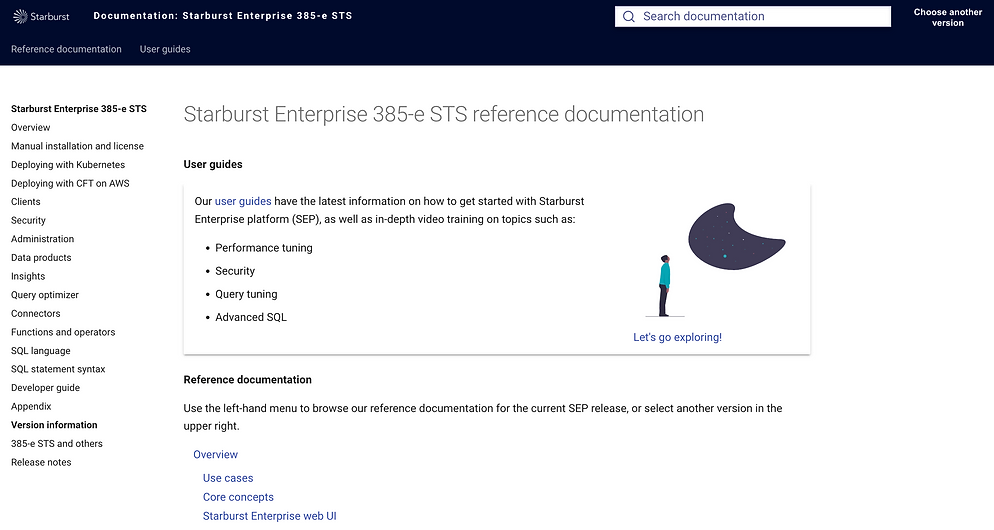 Starburst
Documentation: Starburst Enterprise 385-e STS
Search documentation
Choose another
version
Reference documentation
User guides
Starburst Enterprise 385-e STS
Overview
Manual installation and license
Deploying with Kubernetes
Deploying with CFT on AWS
Clients
Security
Administration
Data products
Insights
Query optimizer
Connectors
Functions and operators
SQL language
SQL statement syntax
Developer guide
Appendix
Version information
385-e STS and others
Release notes
Starburst Enterprise 385-e STS reference documentation
User guides
Our user guides have the latest information on how to get started with Starburst
Enterprise platform (SEP), as well as in-depth video training on topics such as:
• Performance tuning
• Security
• Query tuning
• Advanced SQL
Let's go exploring!
Reference documentation
Use the left-hand menu to browse our reference documentation for the current SEP release, or select another version in the
upper right.
Overview
Use cases
Core concepts
Starburst Enterprise web UI